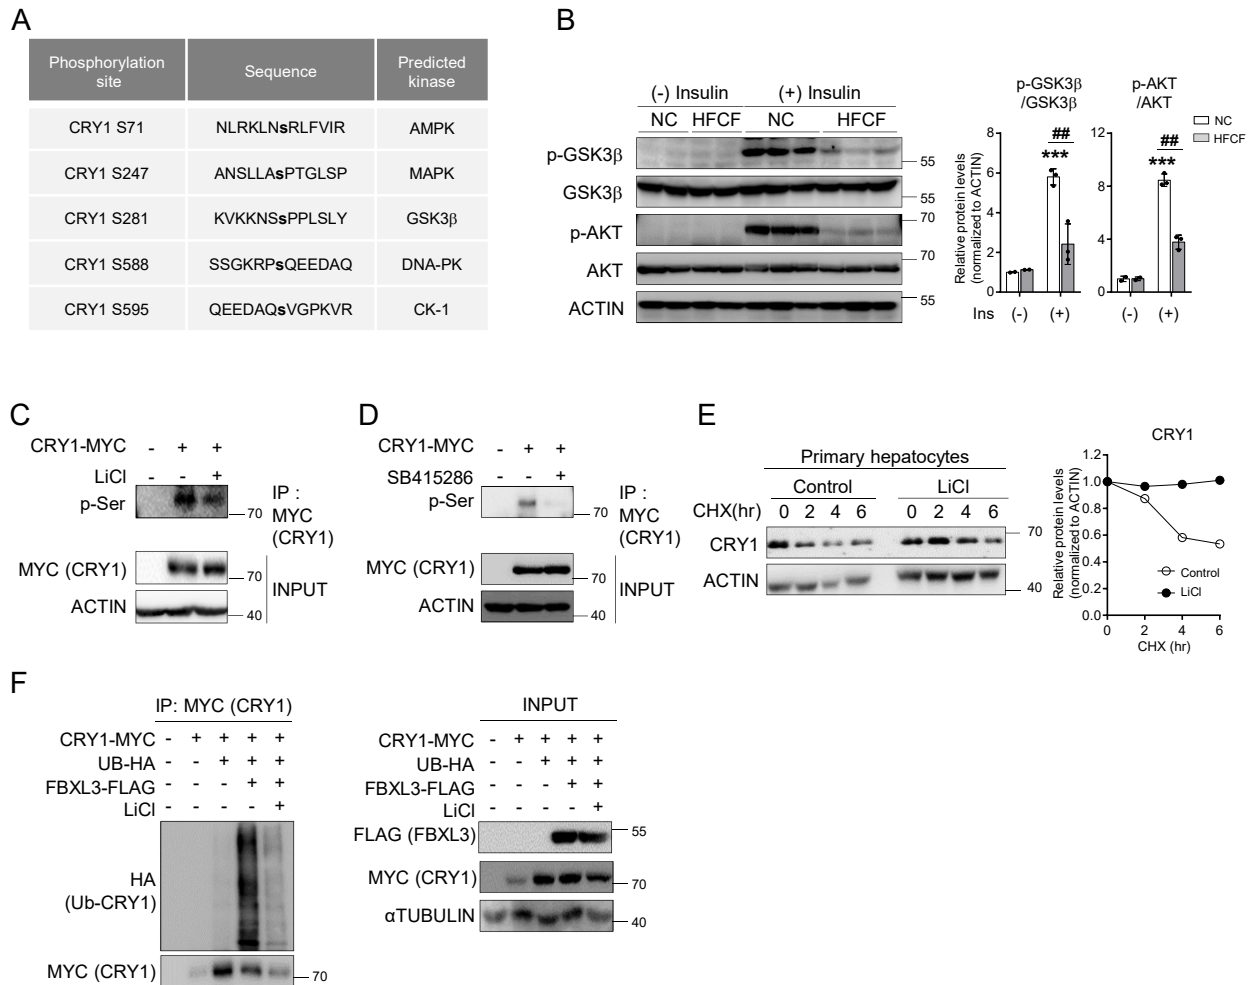 A
Phosphorylation site
Sequence
Predicted kinase
CRY1 S71
NLRKLNsRLFVIR
AMPK
CRY1 S247
ANSLLAsPTGLSP
MAPK
CRY1 S281
KVKKNSsPPLSLY
GSK3β
CRY1 S588
SSGKRPsQEEDAQ
DNA-PK
CRY1 S595
QEEDAQsVGPKVR
CK-1
B
(-) Insulin (+) Insulin
NC HFCF NC HFCF
p-GSK3β
55
GSK3β
p-AKT
70
AKT
70
ACTIN
55
p-GSK3β
/GSK3β
p-AKT
/AKT
NC
HFCF
Relative protein levels
(normalized to ACTIN)
8
6
4
2
0
***
##
12
8
4
0
***
##
Ins (-) (+) (-) (+)
C
CRY1-MYC - + +
LiCl - - +
p-Ser
70
IP :
MYC
(CRY1)
MYC (CRY1)
70
ACTIN
40
INPUT
D
CRY1-MYC - + +
SB415286 - - +
p-Ser
70
IP :
MYC
(CRY1)
MYC (CRY1)
70
ACTIN
40
INPUT
E
Primary hepatocytes
Control LiCl
CHX(hr) 0 2 4 6 0 2 4 6
CRY1
70
ACTIN
40
CRY1
Relative protein levels
(normalized to ACTIN)
1.2
1.0
0.8
0.6
0.4
0.2
0.0
Control
LiCl
0 2 4 6
CHX (hr)
F
IP: MYC (CRY1)
CRY1-MYC - + + + +
UB-HA - - + + +
FBXL3-FLAG - - - + +
LiCl - - - - +
HA
(Ub-CRY1)
MYC (CRY1)
70
INPUT
CRY1-MYC - + + + +
UB-HA - - + + +
FBXL3-FLAG - - - + +
LiCl - - - - +
FLAG (FBXL3)
55
MYC (CRY1)
70
αTUBULIN
40